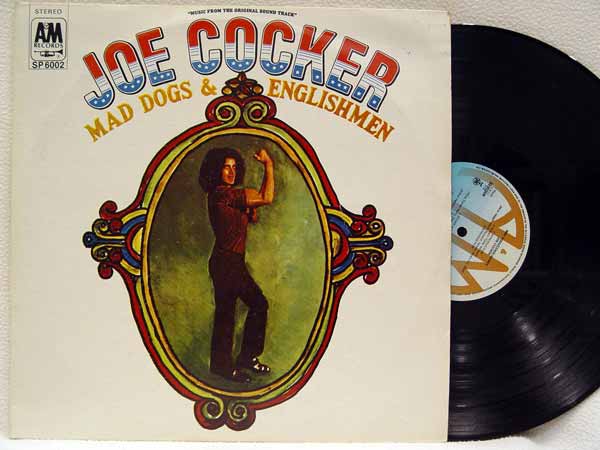 "MUSIC FROM THE ORIGINAL SOUND TRACK"
STEREO
A&M
RECORDS
SP 6002
JOE COCKER
MAD DOGS & ENGLISHMEN
A&M